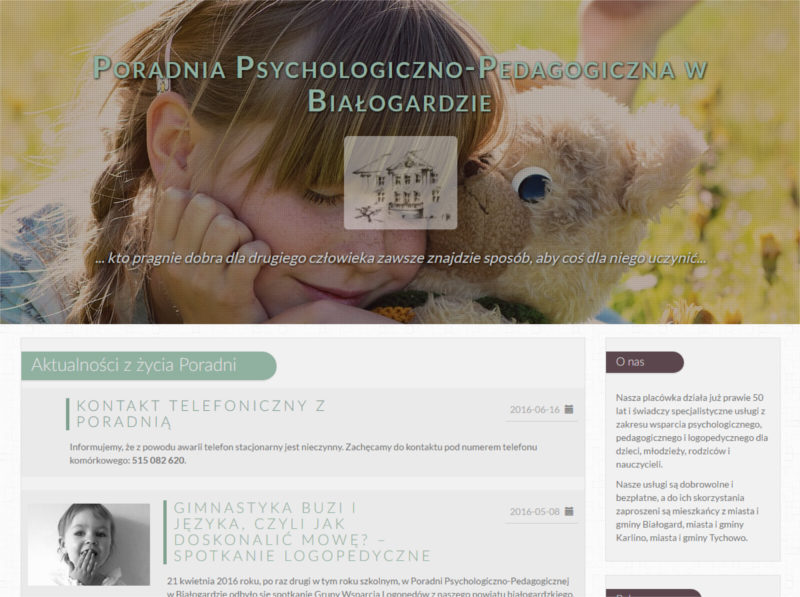 Poradnia Psychologiczno-Pedagogiczna w
Białogardzie
... kto pragnie dobra dla drugiego człowieka zawsze znajdzie sposób, aby coś dla niego uczynić...
Aktualności z życia Poradni
KONTAKT TELEFONICZNY Z
PORADNIĄ
2016-06-16
Informujemy, że z powodu awarii telefon stacjonarny jest nieczynny. Zachęcamy do kontaktu pod numerem telefonu
komórkowego: 515 082 620.
GIMNASTYKA BUZI I
JĘZYKA, CZYLI JAK
DOSKONALIĆ MOWĘ? –
SPOTKANIE LOGOPEDYCZNE
2016-05-08
21 kwietnia 2016 roku, po raz drugi w tym roku szkolnym, w Poradni Psychologiczno-Pedagogicznej
w Białogardzie odbyło się spotkanie Grupy Wsparcia Logopedów z naszego powiatu białogardzkiego.
O nas
Nasza placówka działa już prawie 50
lat i świadczy specjalistyczne usługi z
zakresu wsparcia psychologicznego,
pedagogicznego i logopedycznego dla
dzieci, młodzieży, rodziców i
nauczycieli.
Nasze usługi są dobrowolne i
bezpłatne, a do ich skorzystania
zaproszeni są mieszkańcy z miasta i
gminy Białogard, miasta i gminy
Karlino, miasta i gminy Tychowo.